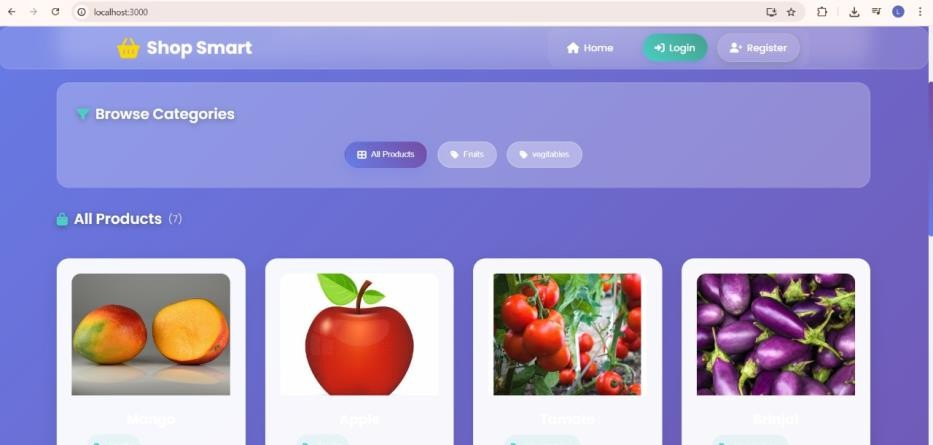 localhost:3000
L
Shop Smart
Home
Login
Register
Browse Categories
All Products
Fruits
vegitables
All Products (7)
Mango
Apple
Tamato
Brinjal